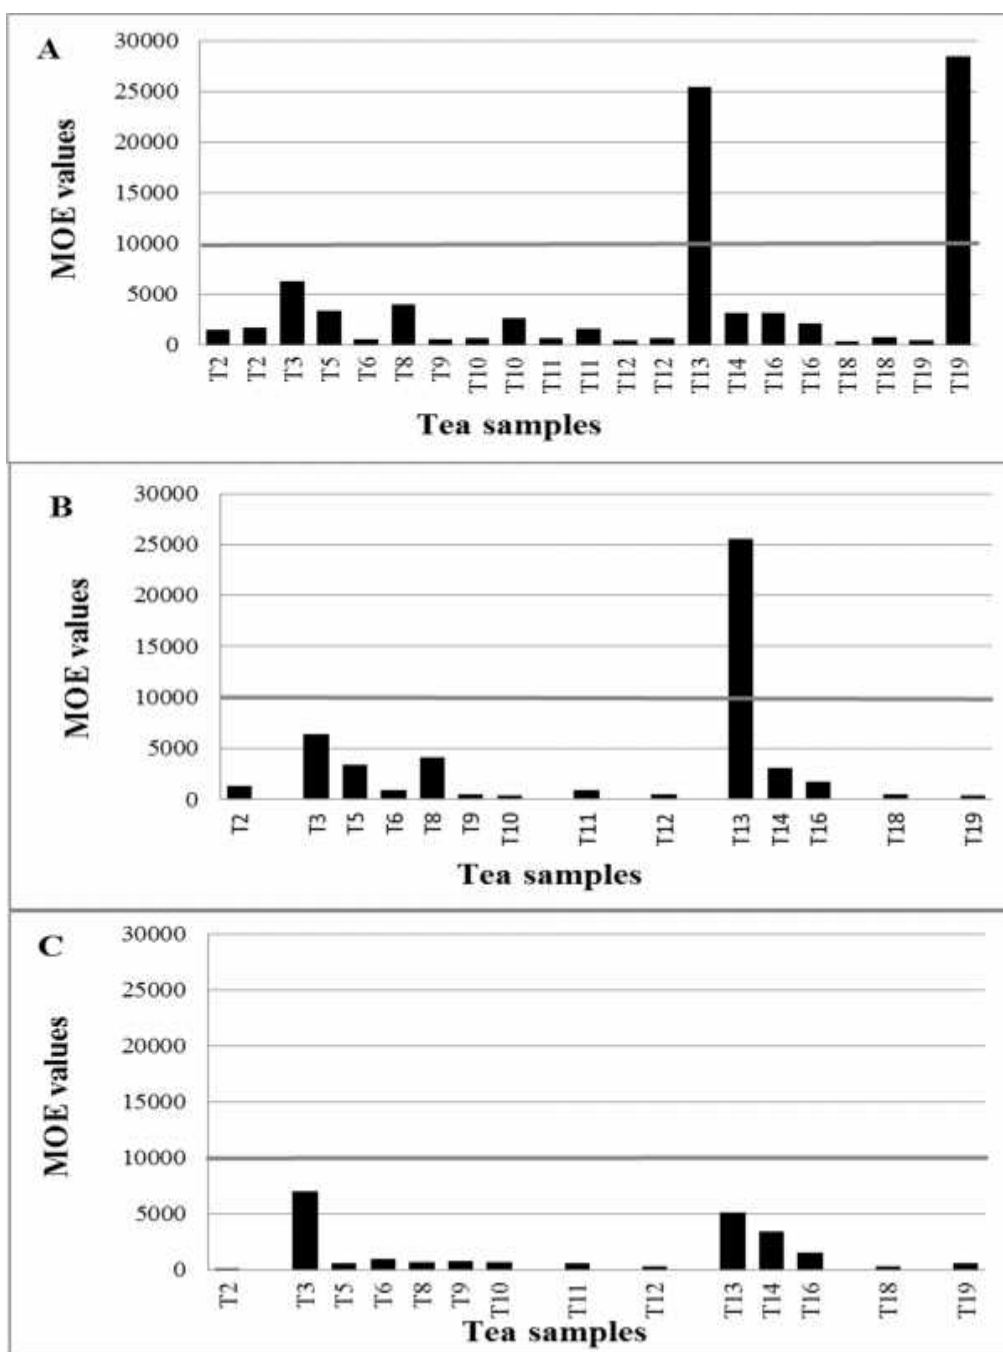 A
MOE values
30000
25000
20000
15000
10000
5000
0
T2 T2 T3 T5 T6 T8 T9 T10 T10 T11 T11 T12 T12 T13 T14 T16 T16 T18 T18 T19 T19
Tea samples
B
MOE values
30000
25000
20000
15000
10000
5000
0
T2 T3 T5 T6 T8 T9 T10 T11 T12 T13 T14 T16 T18 T19
Tea samples
C
MOE values
30000
25000
20000
15000
10000
5000
0
T2 T3 T5 T6 T8 T9 T10 T11 T12 T13 T14 T16 T18 T19
Tea samples